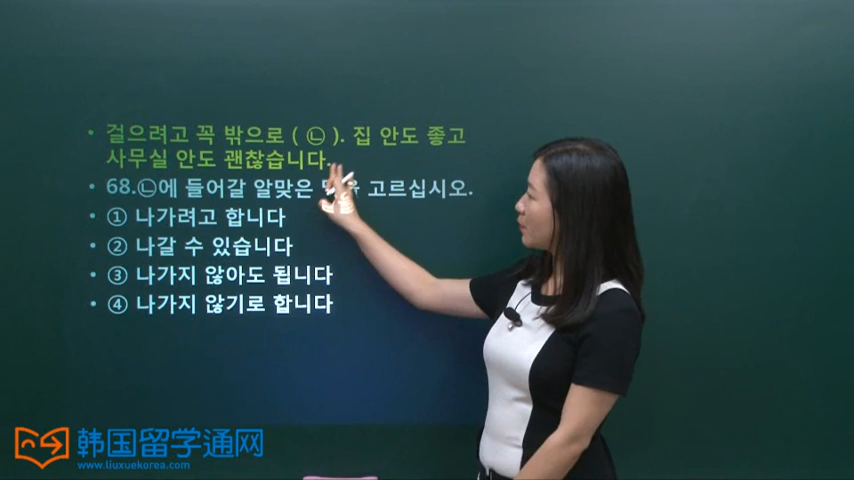 • 걸으려고 꼭 밖으로 ( ㉡ ). 집 안도 좋고
사무실 안도 괜찮습니다.
• 68.㉡에 들어갈 알맞은 고르십시오.
• ① 나가려고 합니다
• ② 나갈 수 있습니다
• ③ 나가지 않아도 됩니다
• ④ 나가지 않기로 합니다
韩国留学通网
www.liuxuekorea.com